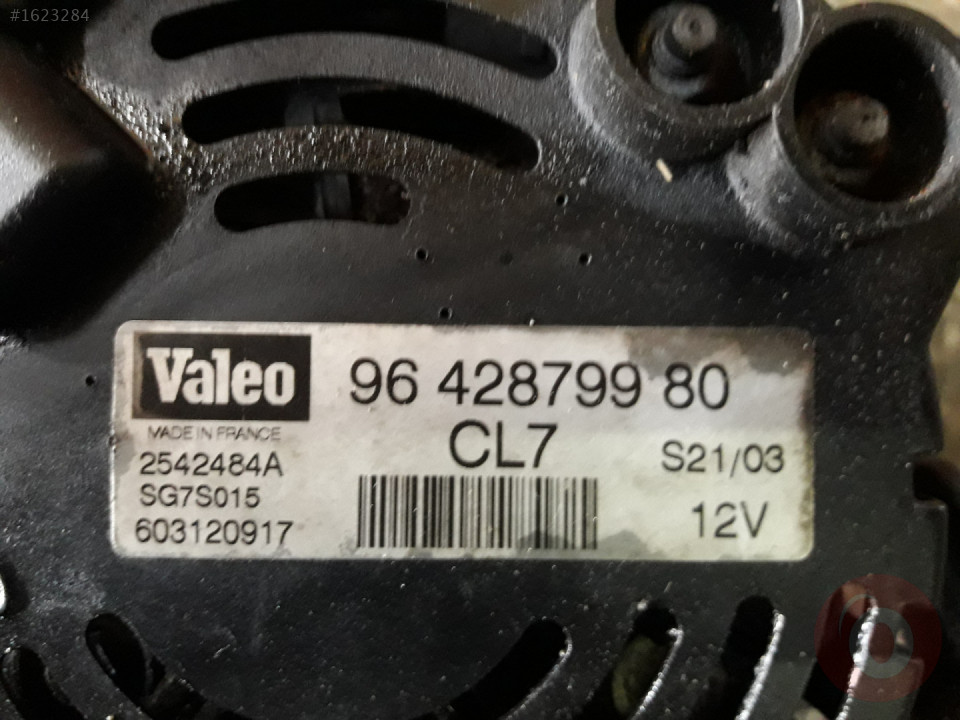 #1623284
Valeo
96 428799 80
MADE IN FRANCE
CL7
2542484A
S21/03
SG7S015
603120917
12V